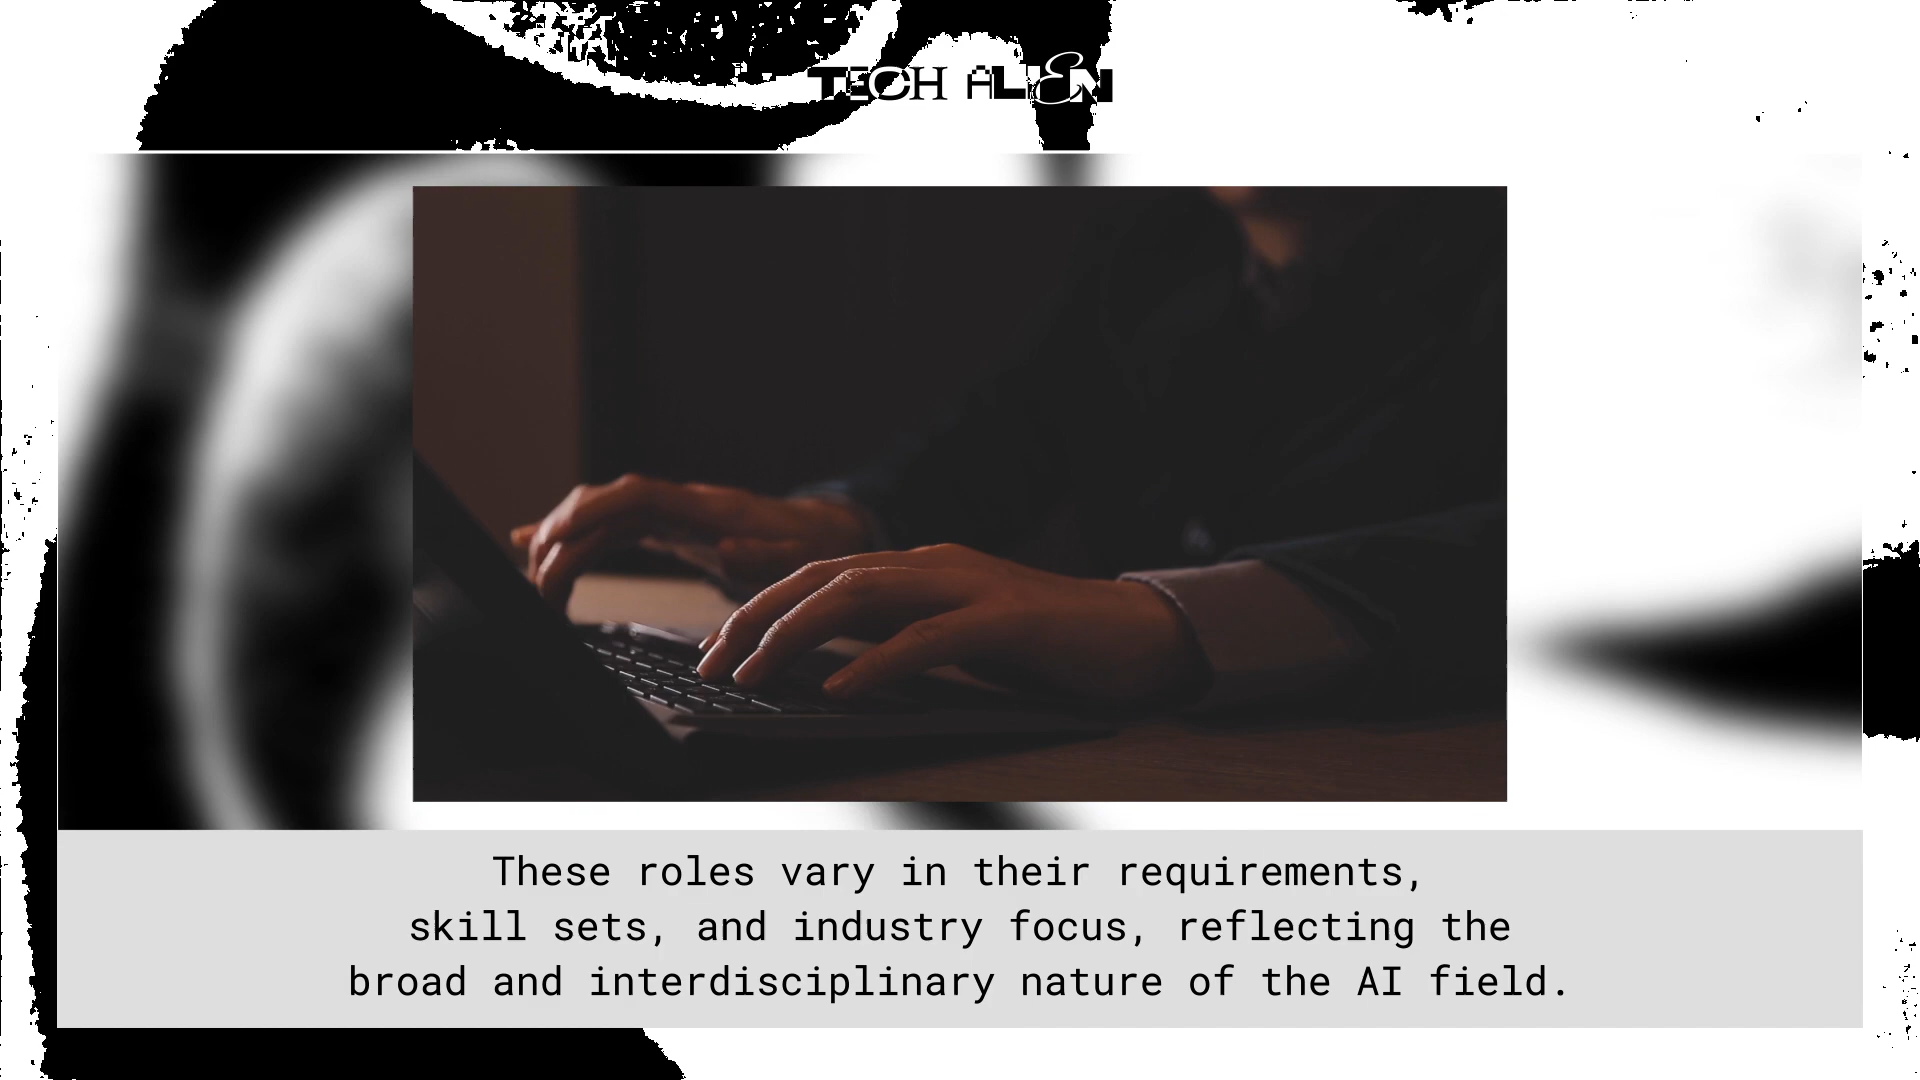 TECH ALIEN
These roles vary in their requirements,
skill sets, and industry focus, reflecting the
broad and interdisciplinary nature of the AI field.